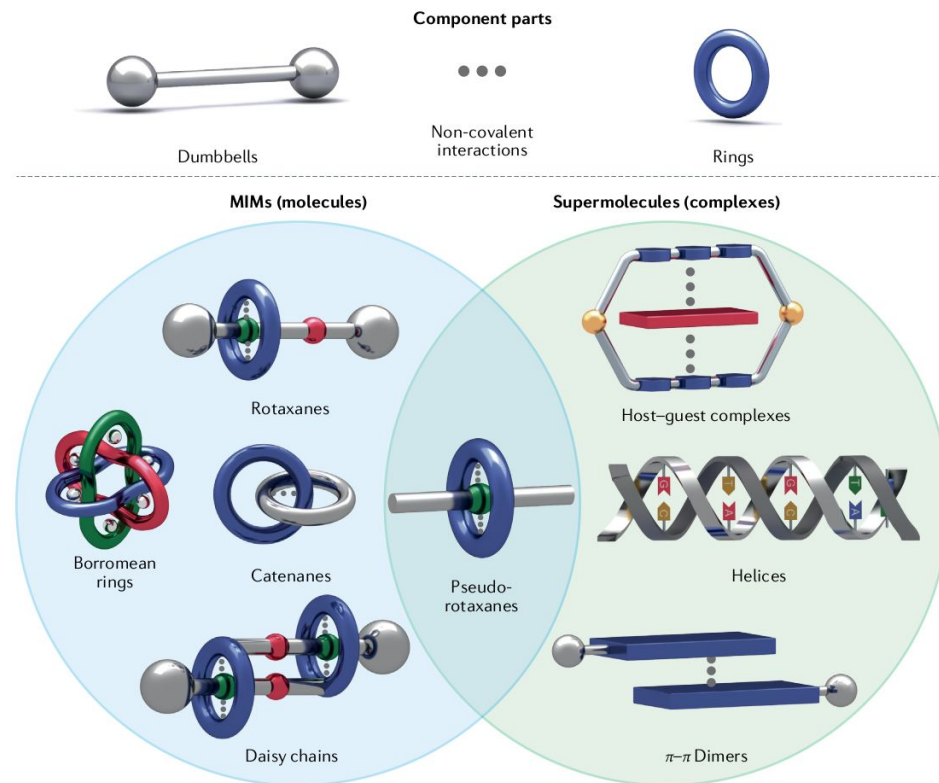 Component parts
Dumbbells
Non-covalent
interactions
Rings
MIMs (molecules)
Supermolecules (complexes)
Rotaxanes
Host–guest complexes
Borromean
rings
Catenanes
Pseudo-
rotaxanes
G T G T
C A C A
Helices
Daisy chains
π–π Dimers